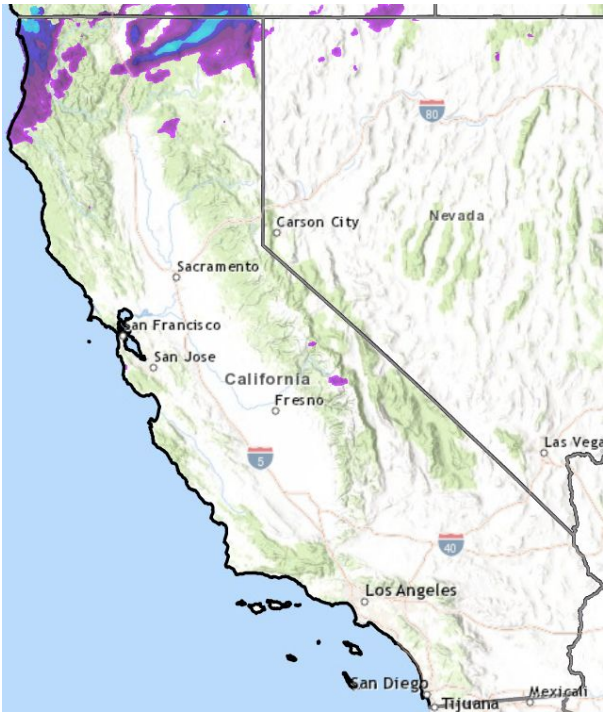 80
Carson City
Nevada
Sacramento
San Francisco
San Jose
California
Fresno
Las Vega
5
40
Los Angeles
San Diego
Tijuana
Mexicali